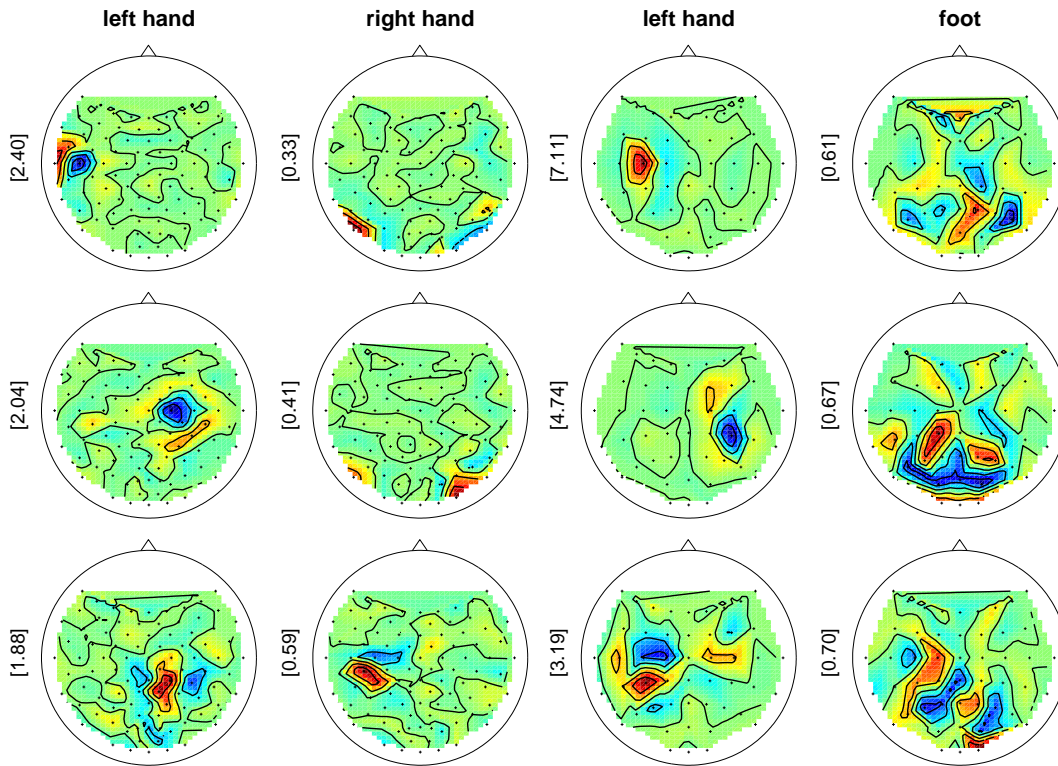 left hand right hand left hand foot
[2.40] [0.33] [7.11] [0.61]
[2.04] [0.41] [4.74] [0.67]
[1.88] [0.59] [3.19] [0.70]